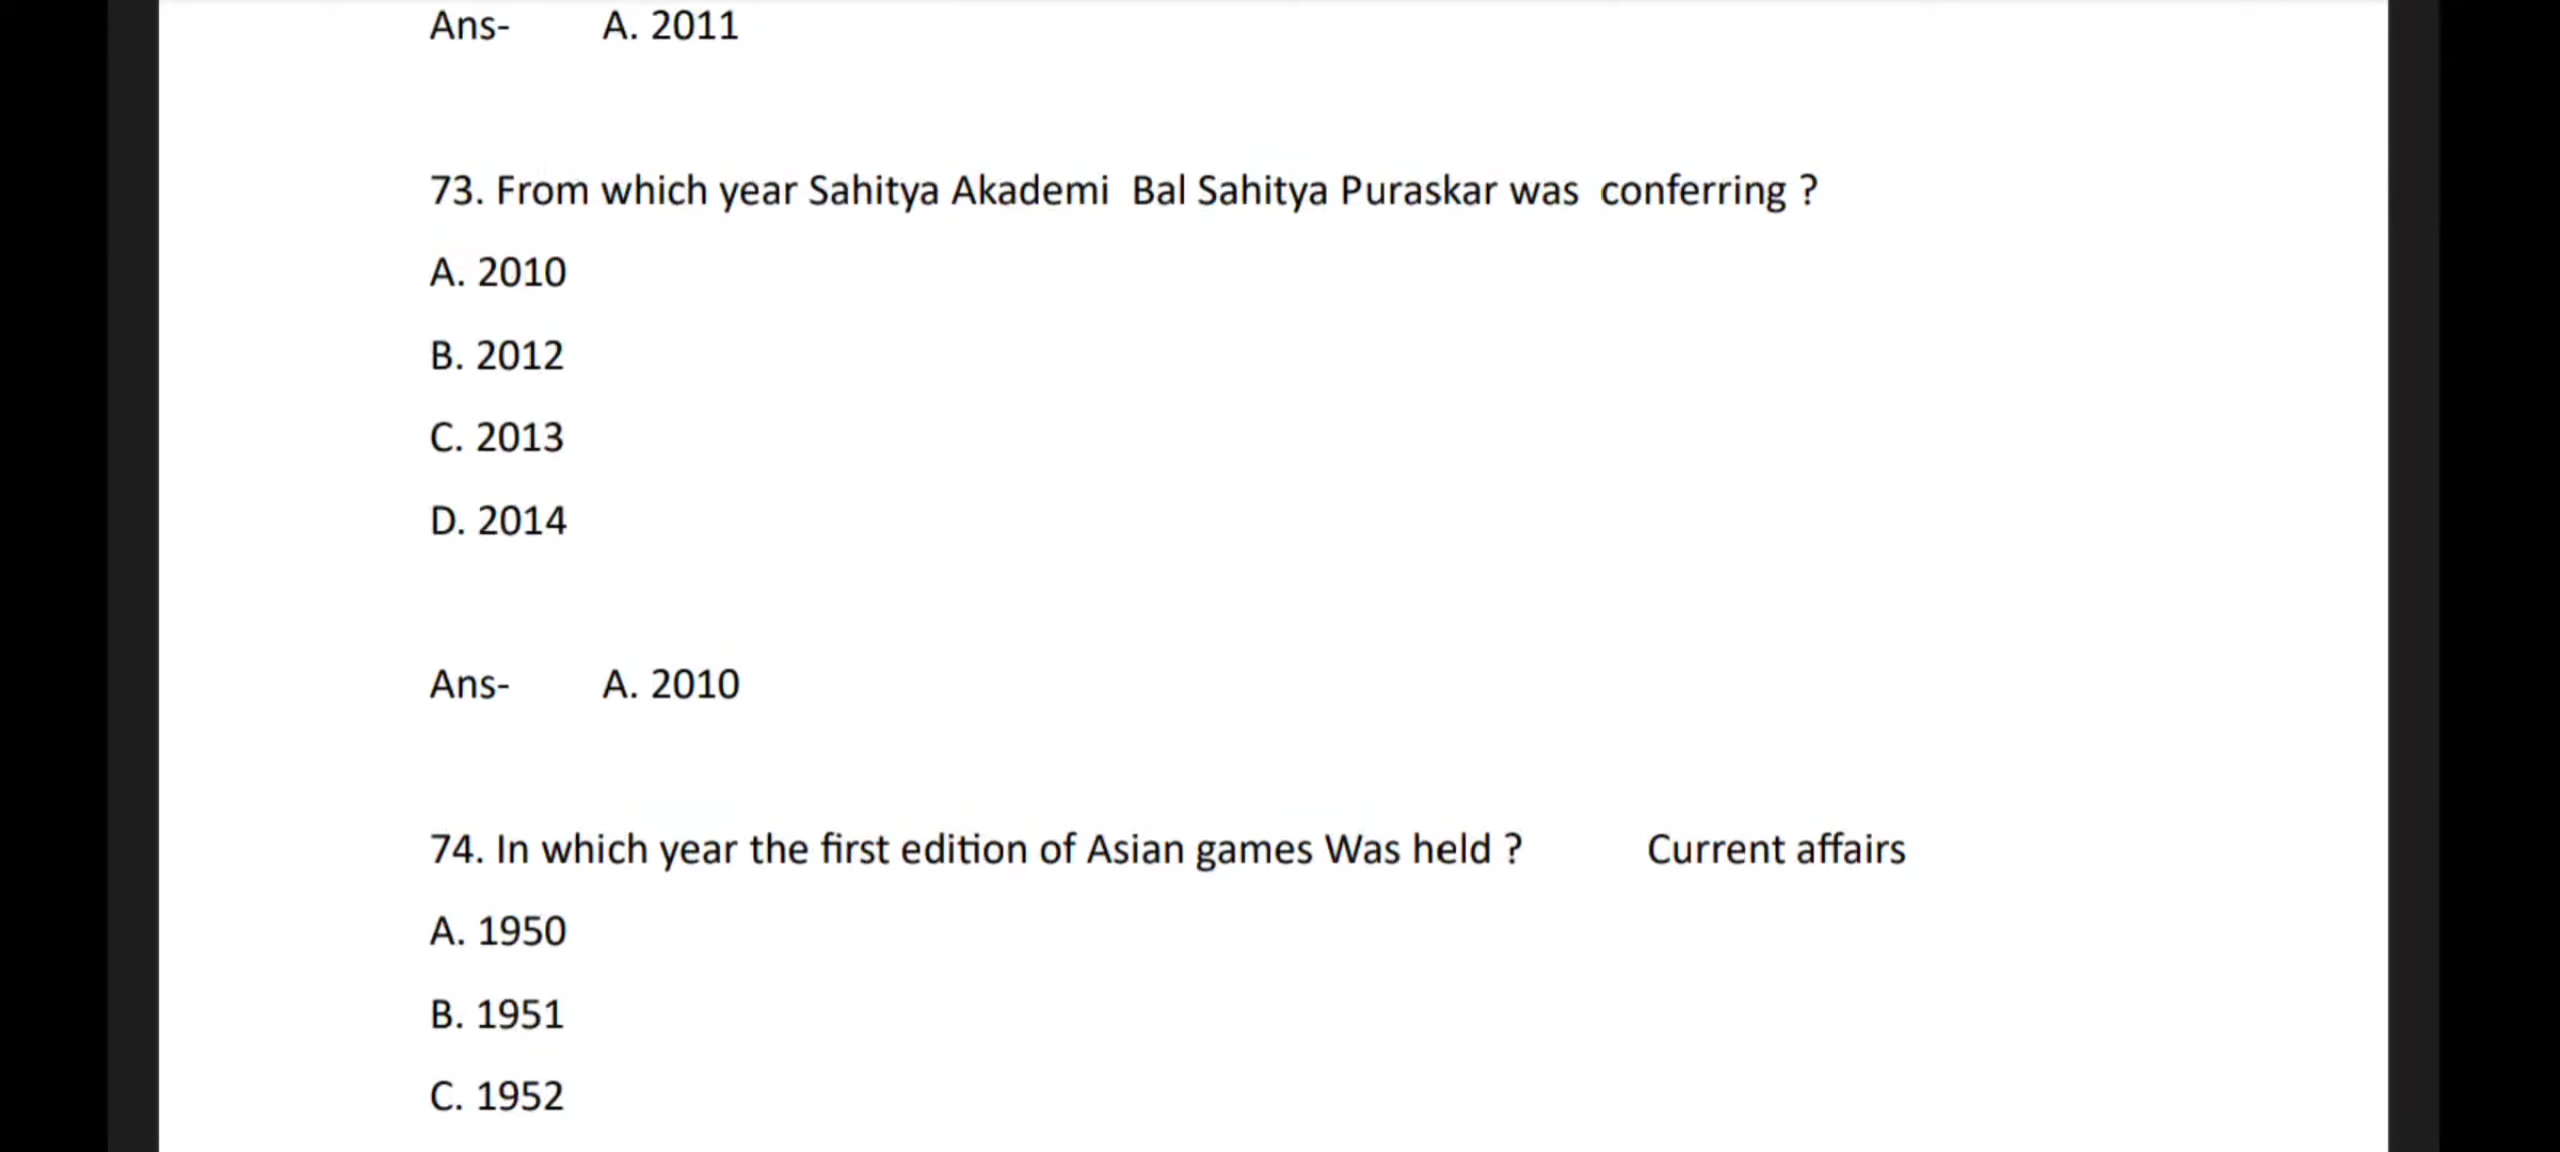 Ans- A. 2011
73. From which year Sahitya Akademi Bal Sahitya Puraskar was conferring ?
A. 2010
B. 2012
C. 2013
D. 2014
Ans- A. 2010
74. In which year the first edition of Asian games Was held ? Current affairs
A. 1950
B. 1951
C. 1952